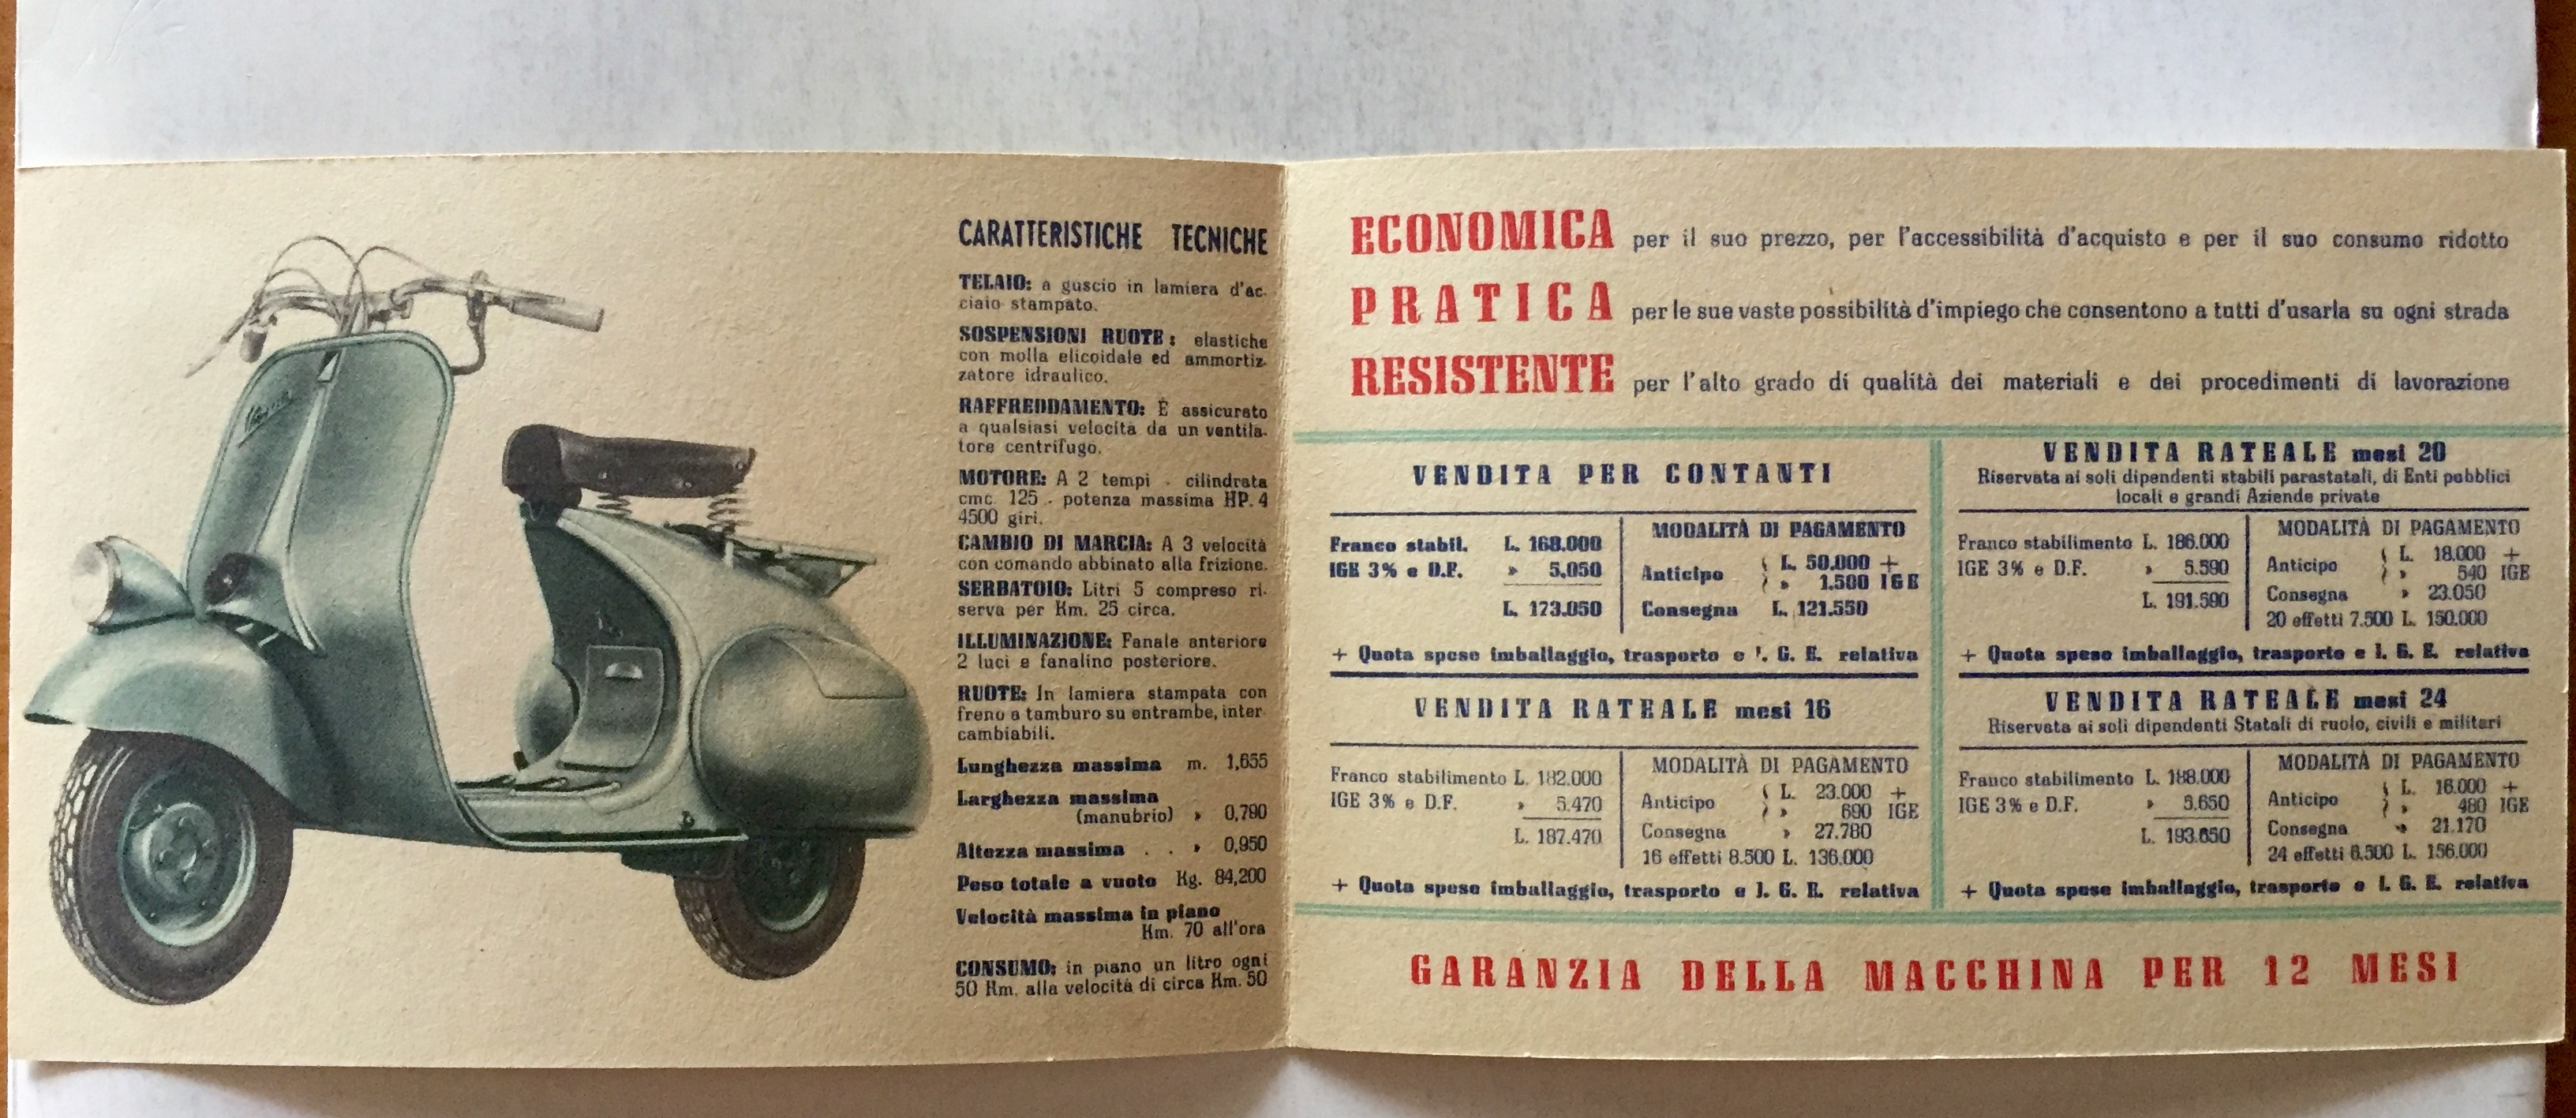 Vespa
CARATTERISTICHE TECNICHE
TELAIO: a guscio in lamiera d'ac-
ciaio stampato.
SOSPENSIONI RUOTE: elastiche
con molla elicoidale ed ammortiz-
zatore idraulico.
RAFFREDDAMENTO: È assicurato
a qualsiasi velocità da un ventila-
tore centrifugo.
MOTORE: A 2 tempi - cilindrata
cmc. 125 - potenza massima HP. 4
4500 giri.
CAMBIO DI MARCIA: A 3 velocità
con comando abbinato alla frizione.
SERBATOIO: Litri 5 compreso ri-
serva per Km. 25 circa.
ILLUMINAZIONE: Fanale anteriore
2 luci e fanalino posteriore.
RUOTE: In lamiera stampata con
freno a tamburo su entrambe, inter
cambiabili.
Lunghezza massima m. 1,655
Larghezza massima
(manubrio) » 0,790
Altezza massima . . » 0,950
Peso totale a vuoto Kg. 84,200
Velocità massima in piano
Km. 70 all'ora
CONSUMO: in piano un litro ogni
50 Km. alla velocità di circa Km. 50
ECONOMICA per il suo prezzo, per l'accessibilità d'acquisto e per il suo consumo ridotto
PRATICA per le sue vaste possibilità d'impiego che consentono a tutti d'usarla su ogni strada
RESISTENTE per l'alto grado di qualità dei materiali e dei procedimenti di lavorazione
VENDITA PER CONTANTI
Franco stabil. L. 168.000
IGE 3% e D.F. » 5.050
L. 173.050
MODALITÀ DI PAGAMENTO
Anticipo { L. 50.000 +
» 1.500 IGE
Consegna L. 121.550
+ Quota spese imballaggio, trasporto e I. G. E. relativa
VENDITA RATEALE mesi 16
Franco stabilimento L. 182.000
IGE 3% e D.F. » 5.470
L. 187.470
MODALITÀ DI PAGAMENTO
Anticipo { L. 23.000 +
» 690 IGE
Consegna » 27.780
16 effetti 8.500 L. 136.000
+ Quota spese imballaggio, trasporto e I. G. E. relativa
VENDITA RATEALE mesi 20
Riservata ai soli dipendenti stabili parastatali, di Enti pubblici
locali e grandi Aziende private
Franco stabilimento L. 186.000
IGE 3% e D.F. » 5.590
L. 191.590
MODALITÀ DI PAGAMENTO
Anticipo { L. 18.000 +
» 540 IGE
Consegna » 23.050
20 effetti 7.500 L. 150.000
+ Quota spese imballaggio, trasporto e I. G. E. relativa
VENDITA RATEALE mesi 24
Riservata ai soli dipendenti Statali di ruolo, civili e militari
Franco stabilimento L. 188.000
IGE 3% e D.F. » 5.650
L. 193.650
MODALITÀ DI PAGAMENTO
Anticipo { L. 16.000 +
» 480 IGE
Consegna » 21.170
24 effetti 6.500 L. 156.000
+ Quota spese imballaggio, trasporto e I. G. E. relativa
GARANZIA DELLA MACCHINA PER 12 MESI